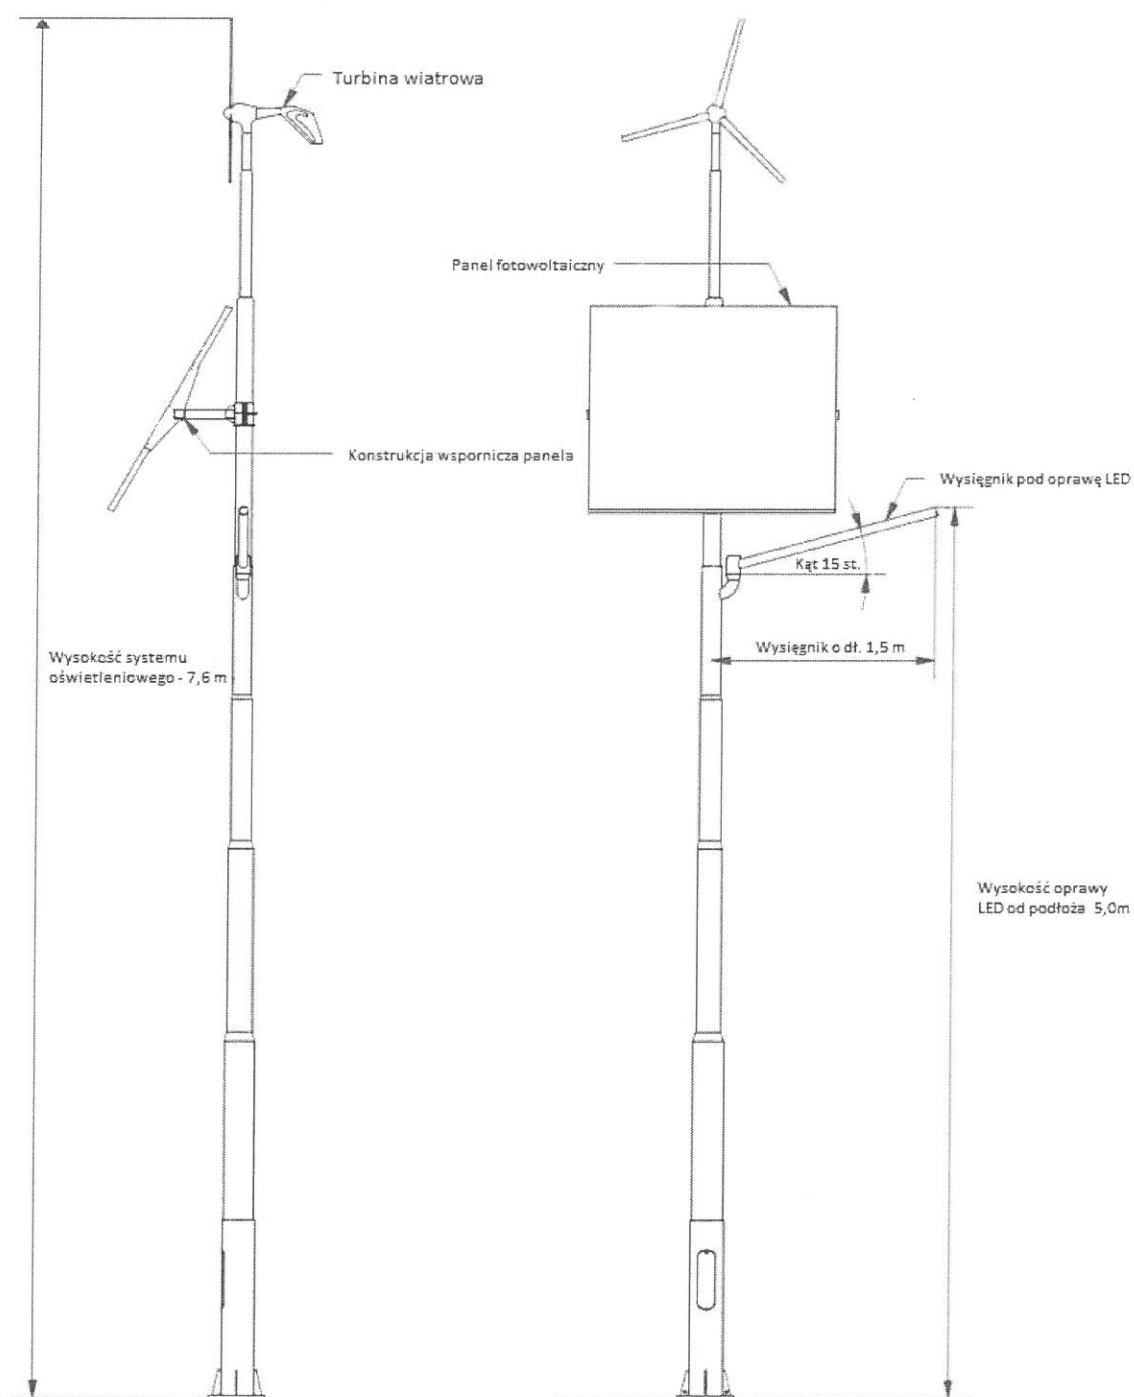 Turbina wiatrowa
Panel fotowoltaiczny
Konstrukcja wspornicza panela
Wysięgnik pod oprawę LED
Kąt 15 st.
Wysięgnik o dł. 1,5 m
Wysokość systemu
oświetleniowego - 7,6 m
Wysokość oprawy
LED od podłoża 5,0m